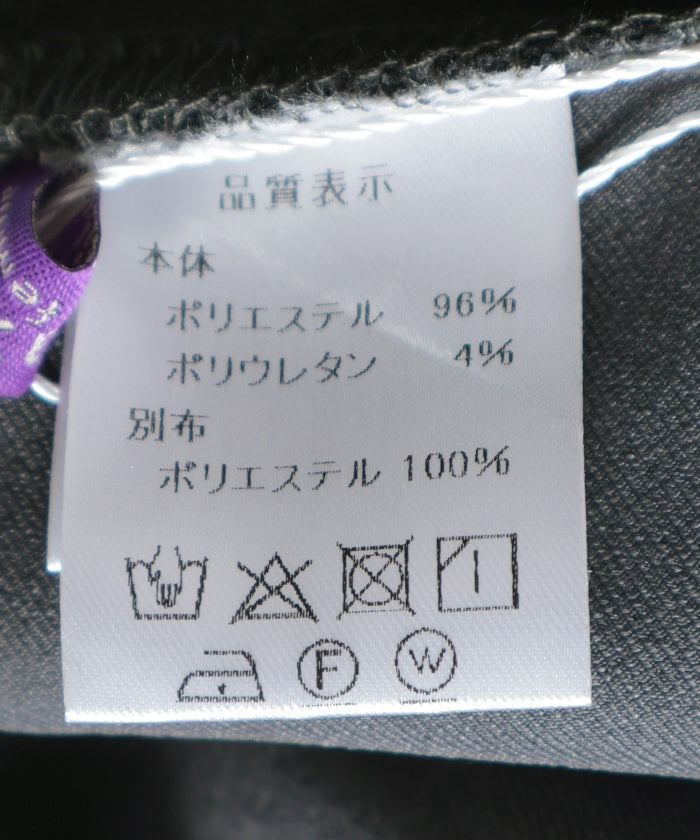 品質表示
本体
ポリエステル 96%
ポリウレタン 4%
別布
ポリエステル 100%
F W